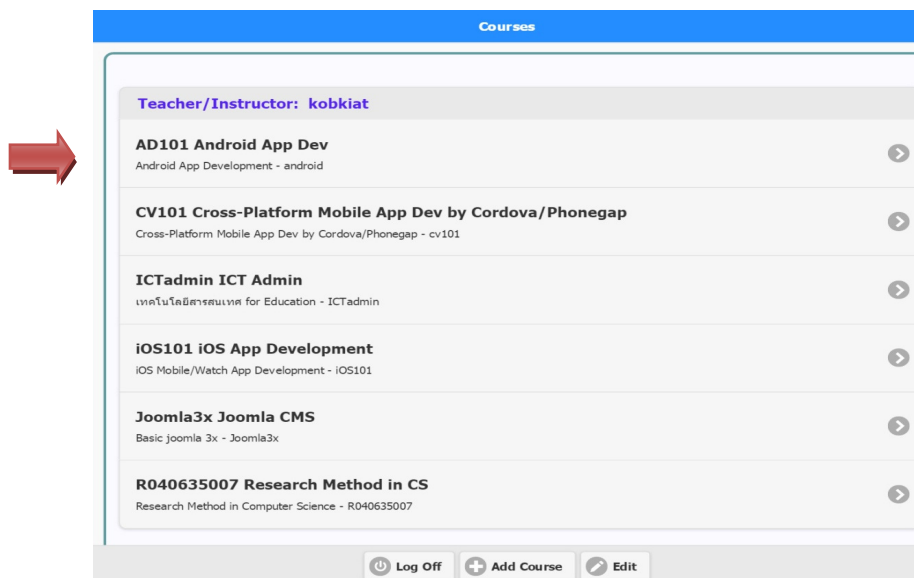 Courses
Teacher/Instructor: kobkiat
AD101 Android App Dev
Android App Development - android
CV101 Cross-Platform Mobile App Dev by Cordova/Phonegap
Cross-Platform Mobile App Dev by Cordova/Phonegap - cv101
ICTadmin ICT Admin
เทคโนโลยีสารสนเทศ for Education - ICTadmin
iOS101 iOS App Development
iOS Mobile/Watch App Development - iOS101
Joomla3x Joomla CMS
Basic joomla 3x - Joomla3x
R040635007 Research Method in CS
Research Method in Computer Science - R040635007
Log Off Add Course Edit